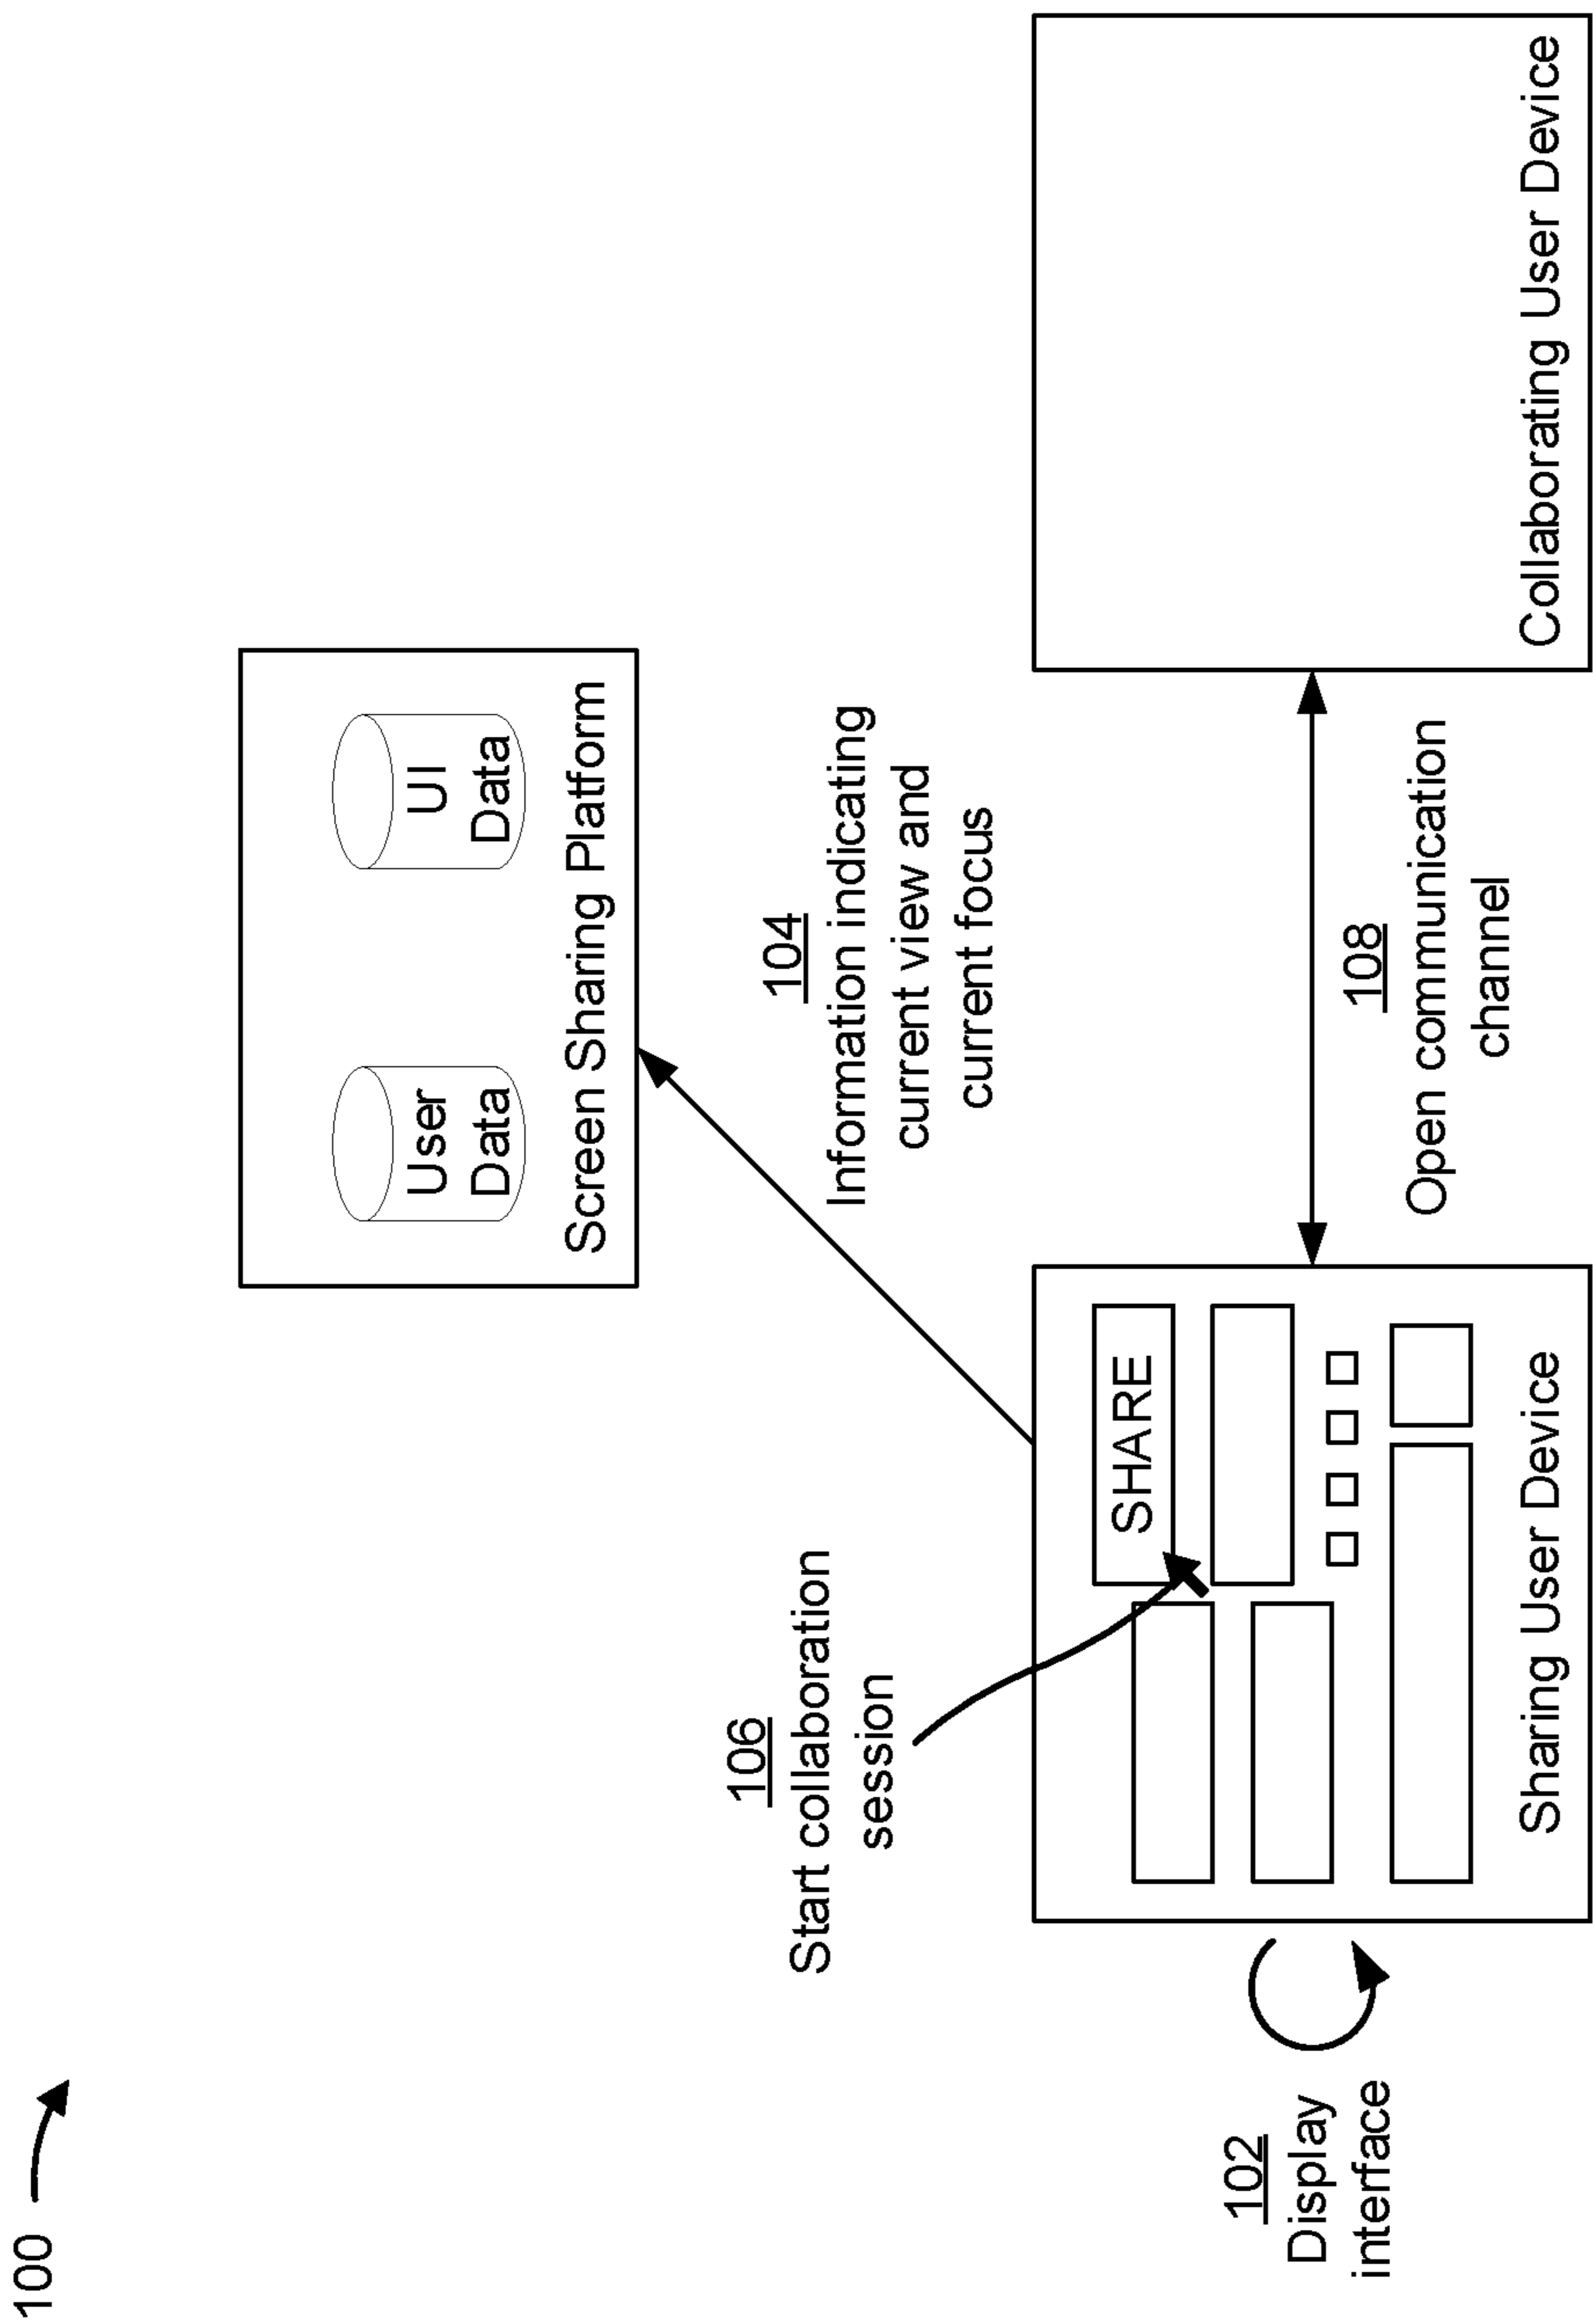 100
User
Data
UI
Data
Screen Sharing Platform
106
Start collaboration
session
104
Information indicating
current view and
current focus
102
Display
interface
SHARE
Sharing User Device
108
Open communication
channel
Collaborating User Device